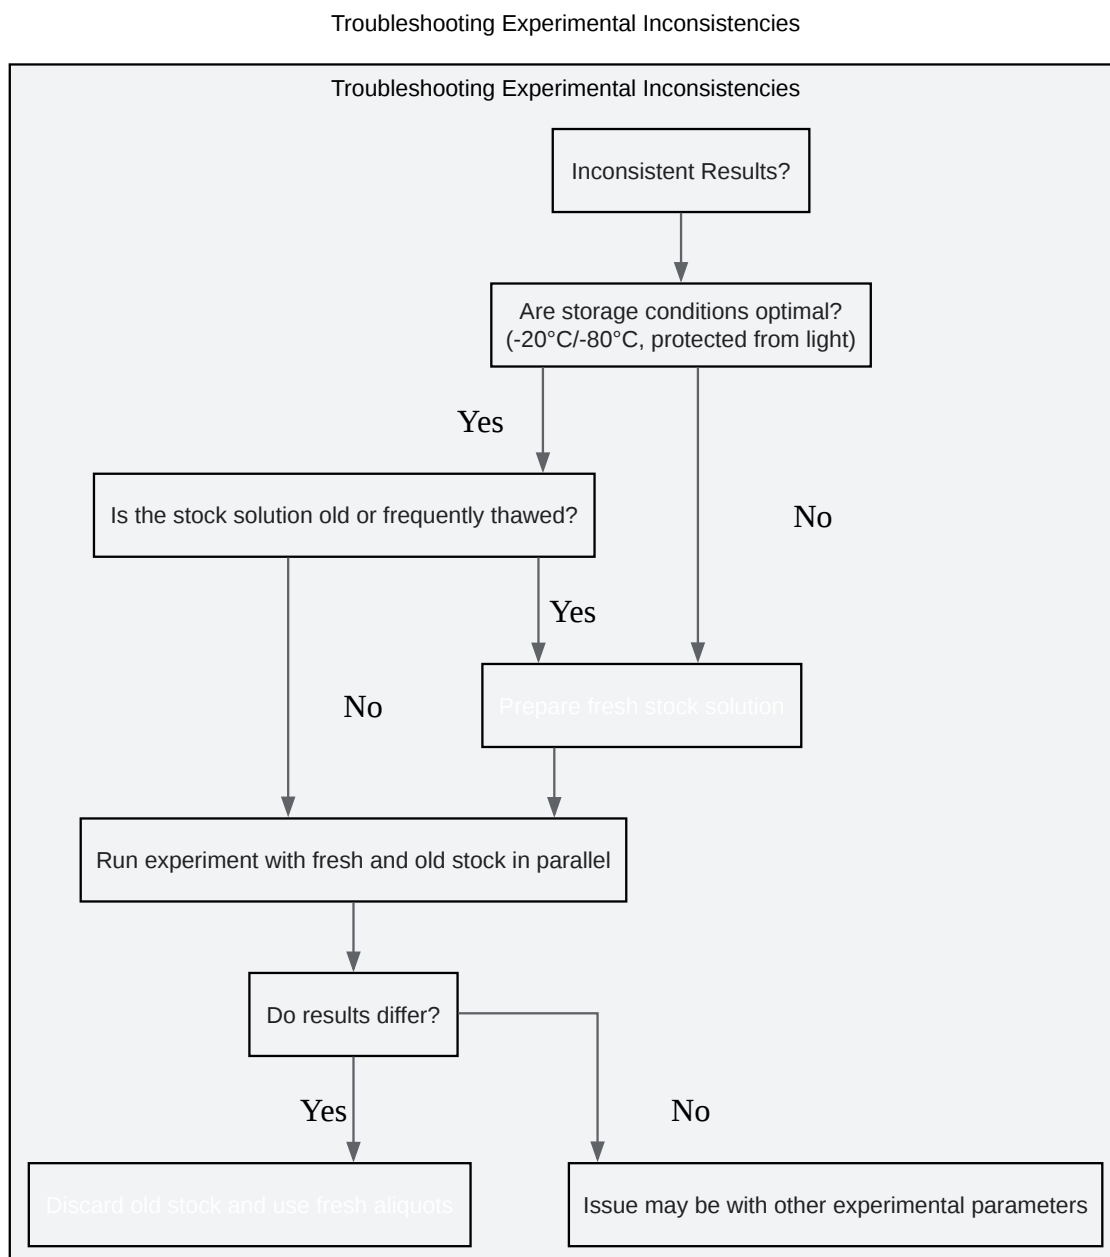 Troubleshooting Experimental Inconsistencies
Troubleshooting Experimental Inconsistencies
Inconsistent Results?
Are storage conditions optimal?
(-20°C/-80°C, protected from light)
Yes
Is the stock solution old or frequently thawed?
No
Yes
Prepare fresh stock solution
No
Run experiment with fresh and old stock in parallel
Do results differ?
Yes
No
Discard old stock and use fresh aliquots
Issue may be with other experimental parameters